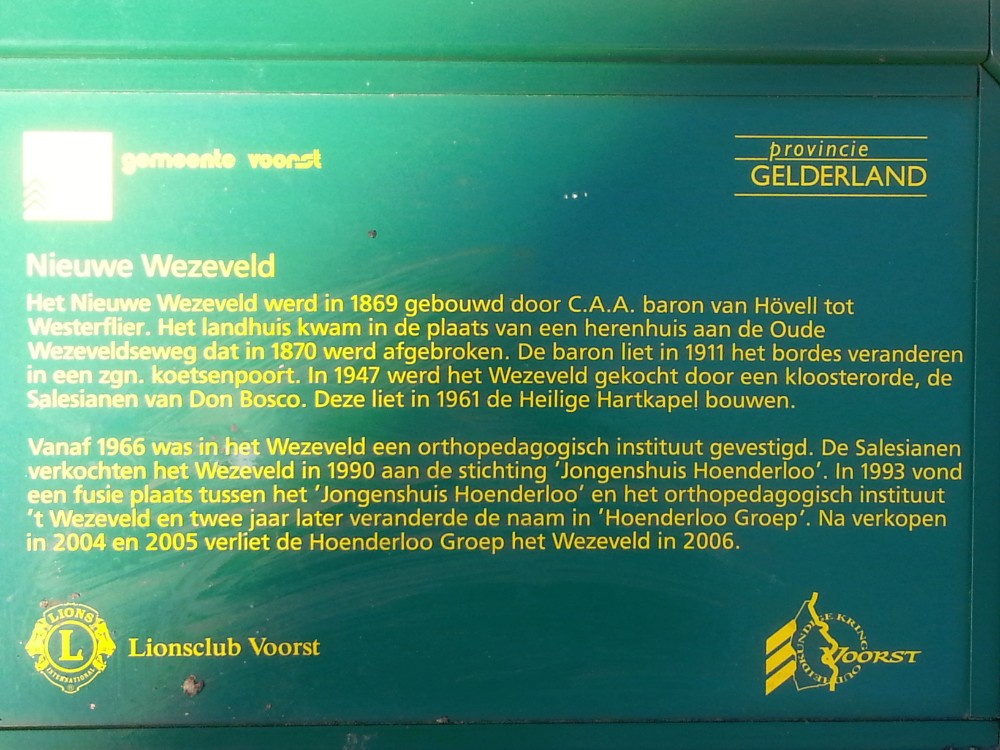 gemeente voorst
provincie
GELDERLAND
Nieuwe Wezeveld
Het Nieuwe Wezeveld werd in 1869 gebouwd door C.A.A. baron van Hövell tot
Westerflier. Het landhuis kwam in de plaats van een herenhuis aan de Oude
Wezeveldseweg dat in 1870 werd afgebroken. De baron liet in 1911 het bordes veranderen
in een zgn. koetsenpoort. In 1947 werd het Wezeveld gekocht door een kloosterorde, de
Salesianen van Don Bosco. Deze liet in 1961 de Heilige Hartkapel bouwen.
Vanaf 1966 was in het Wezeveld een orthopedagogisch instituut gevestigd. De Salesianen
verkochten het Wezeveld in 1990 aan de stichting 'Jongenshuis Hoenderloo'. In 1993 vond
een fusie plaats tussen het 'Jongenshuis Hoenderloo' en het orthopedagogisch instituut
't Wezeveld en twee jaar later veranderde de naam in 'Hoenderloo Groep'. Na verkopen
in 2004 en 2005 verliet de Hoenderloo Groep het Wezeveld in 2006.
LIONS
L
INTERNATIONAL
Lionsclub Voorst
OUDHEIDKUNDIGE KRING
VOORST